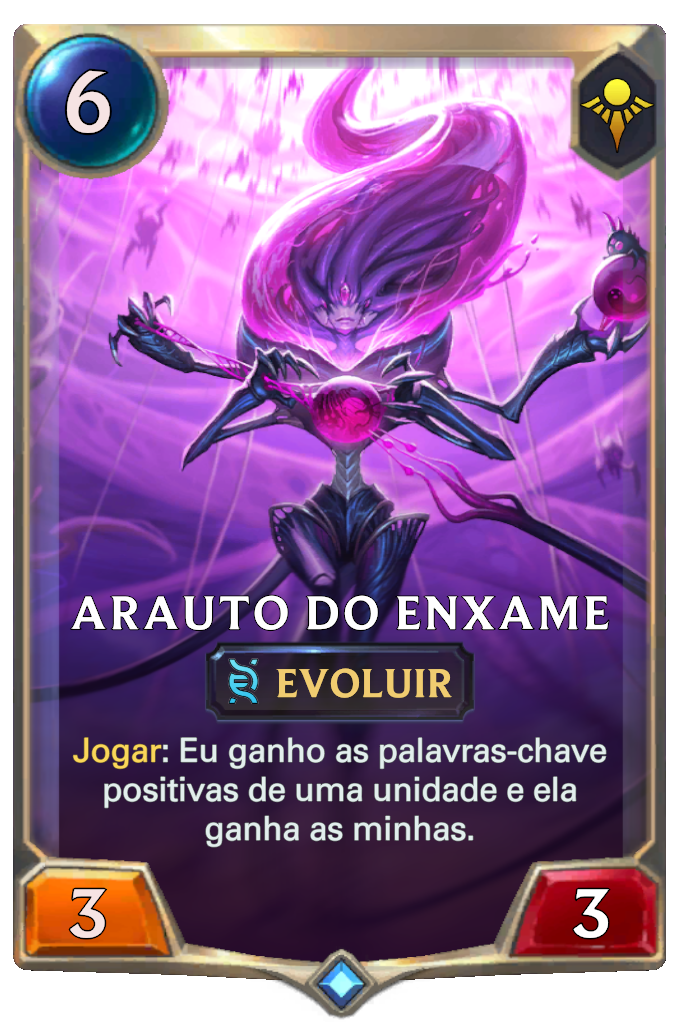 6
ARAUTO DO ENXAME
EVOLUIR
Jogar: Eu ganho as palavras-chave
positivas de uma unidade e ela
ganha as minhas.
3
3